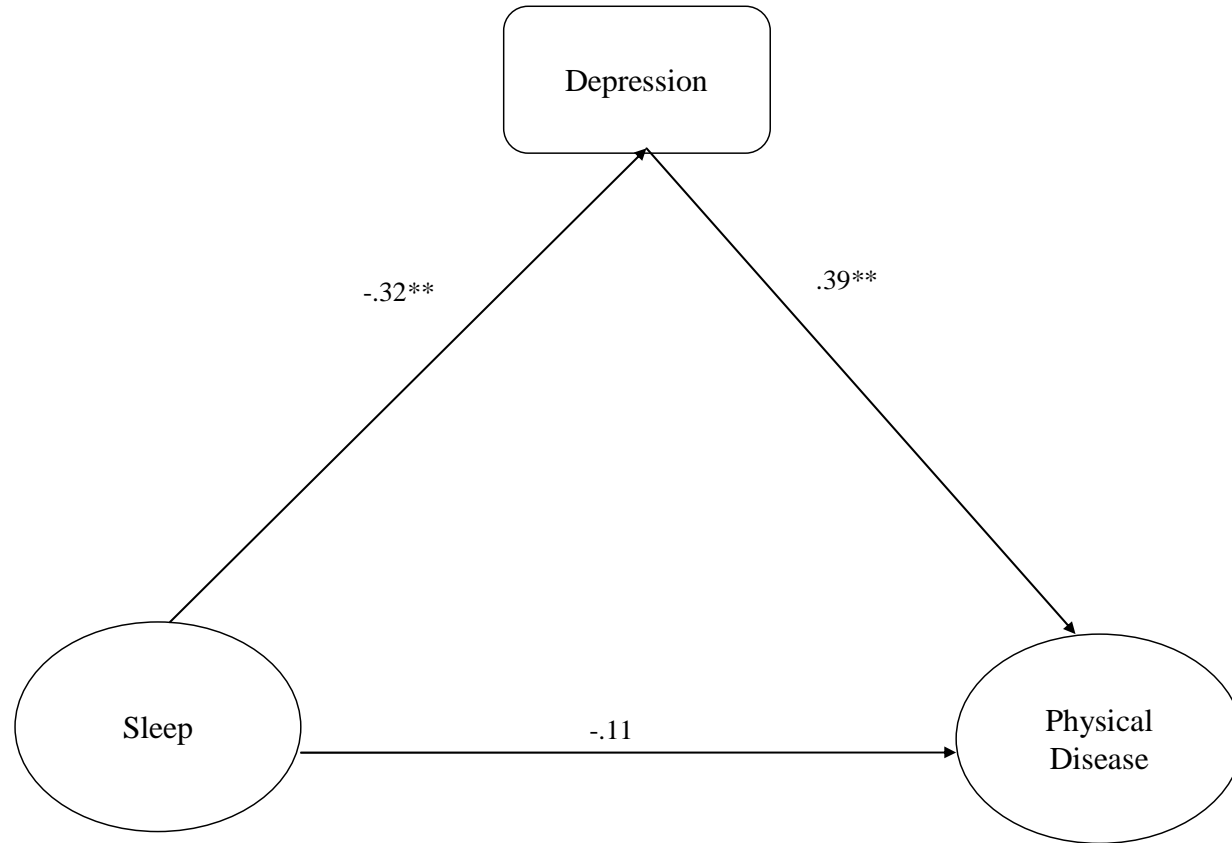 Depression
-.32**
.39**
Sleep
-.11
Physical
Disease